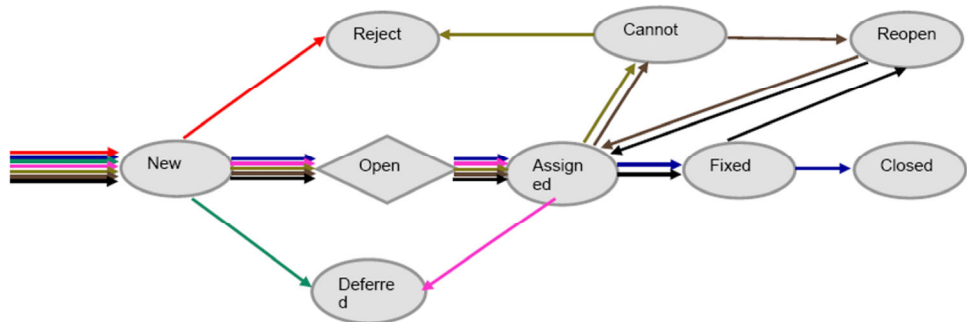 Reject
Cannot
Reopen
New
Open
Assign
ed
Fixed
Closed
Deferre
d